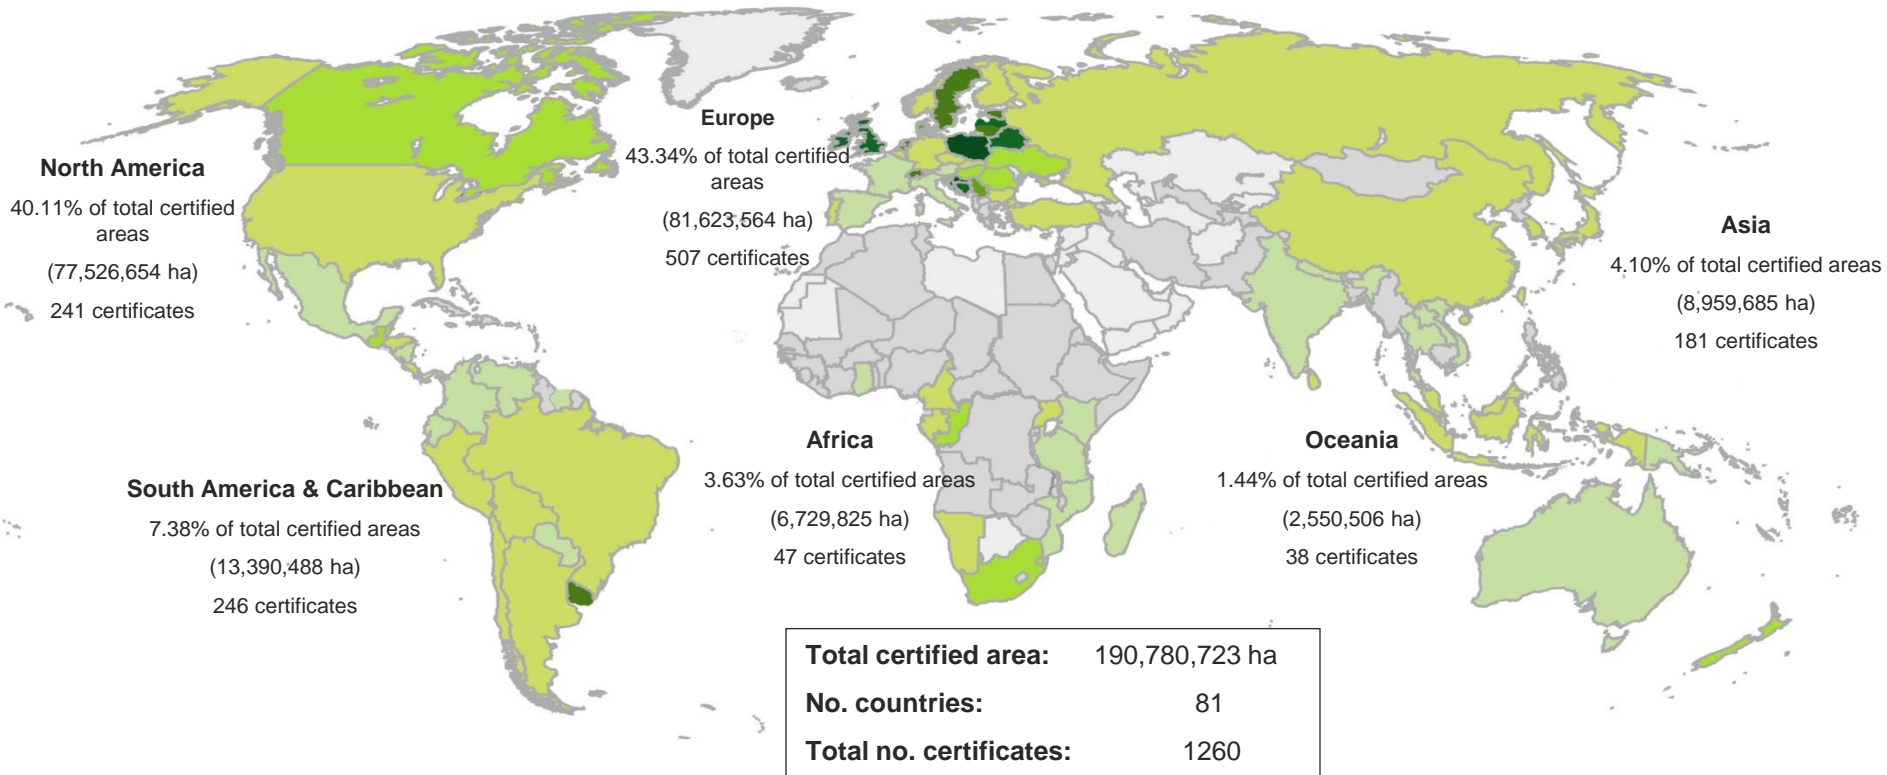 North America
40.11% of total certified
areas
(77,526,654 ha)
241 certificates
Europe
43.34% of total certified
areas
(81,623,564 ha)
507 certificates
Asia
4.10% of total certified areas
(8,959,685 ha)
181 certificates
South America & Caribbean
7.38% of total certified areas
(13,390,488 ha)
246 certificates
Africa
3.63% of total certified areas
(6,729,825 ha)
47 certificates
Oceania
1.44% of total certified areas
(2,550,506 ha)
38 certificates
Total certified area: 190,780,723 ha
No. countries: 81
Total no. certificates: 1260